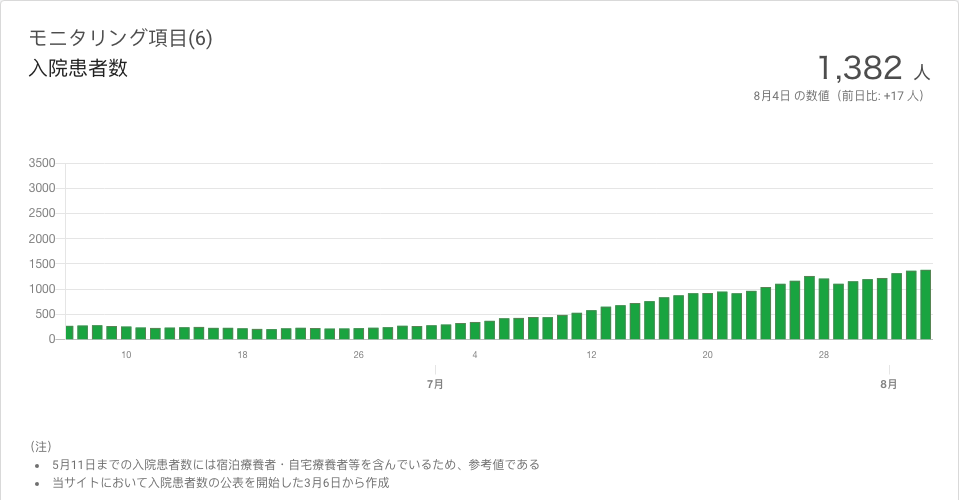 モニタリング項目(6)
入院患者数
1,382 人
8月4日 の数値（前日比: +17 人）
3500
3000
2500
2000
1500
1000
500
0
10 18 26 4 12 20 28
7月 8月
（注）
• 5月11日までの入院患者数には宿泊療養者・自宅療養者等を含んでいるため、参考値である
• 当サイトにおいて入院患者数の公表を開始した3月6日から作成